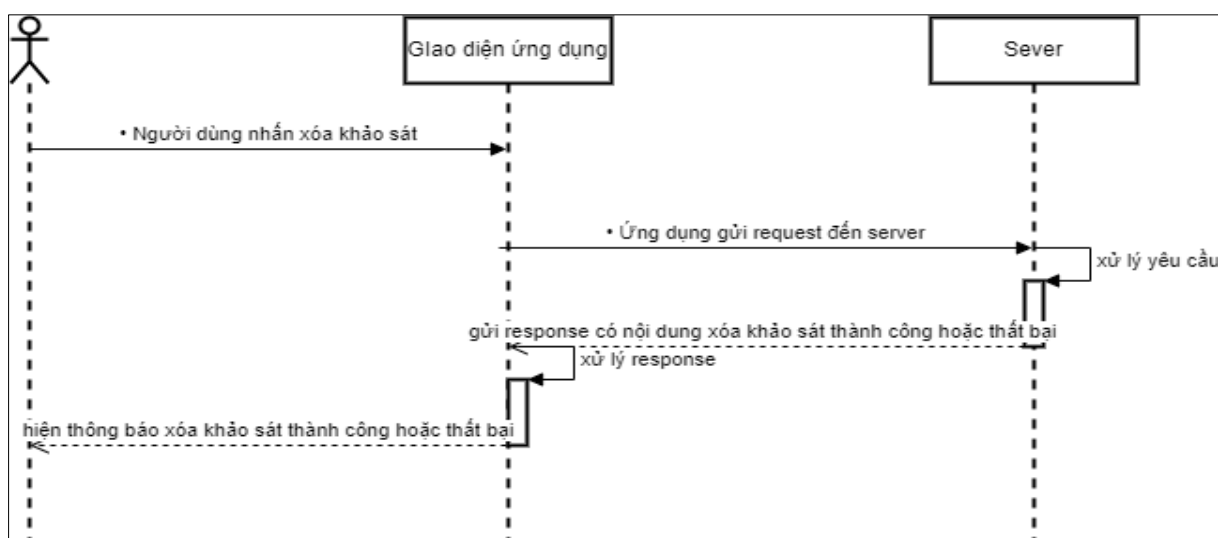 GIao diện ứng dụng
Sever
• Người dùng nhấn xóa khảo sát
• Ứng dụng gửi request đến server
xử lý yêu cầu
gửi response có nội dung xóa khảo sát thành công hoặc thất bại
xử lý response
hiện thông báo xóa khảo sát thành công hoặc thất bại